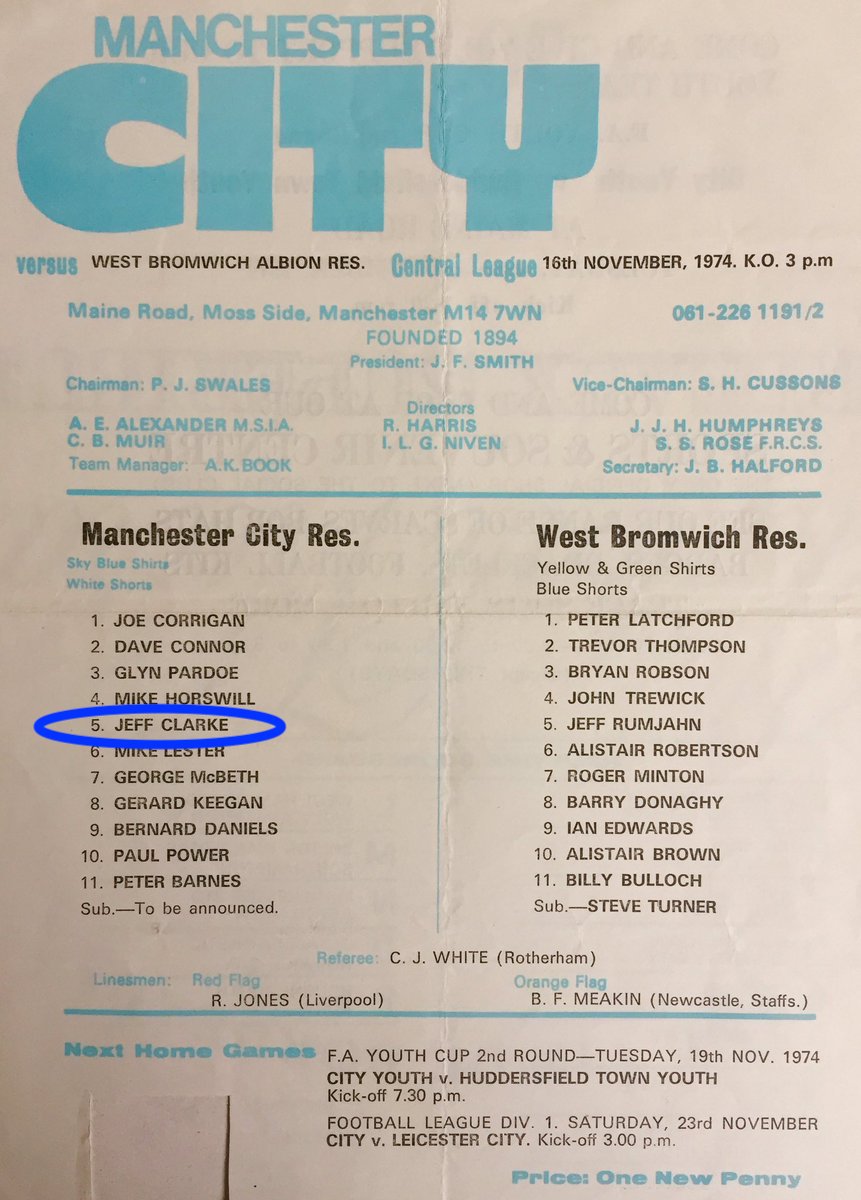 MANCHESTER
CITY
versus WEST BROMWICH ALBION RES. Central League 16th NOVEMBER, 1974. K.O. 3 p.m
Maine Road, Moss Side, Manchester M14 7WN 061-226 1191/2
FOUNDED 1894
President: J. F. SMITH
Chairman: P. J. SWALES Vice-Chairman: S. H. CUSSONS
Directors
A. E. ALEXANDER M.S.I.A. R. HARRIS J. J. H. HUMPHREYS
C. B. MUIR I. L. G. NIVEN S. S. ROSE F.R.C.S.
Team Manager: A.K.BOOK Secretary: J. B. HALFORD
Manchester City Res.
Sky Blue Shirts
White Shorts
1. JOE CORRIGAN
2. DAVE CONNOR
3. GLYN PARDOE
4. MIKE HORSWILL
5. JEFF CLARKE
6. MIKE LESTER
7. GEORGE McBETH
8. GERARD KEEGAN
9. BERNARD DANIELS
10. PAUL POWER
11. PETER BARNES
Sub.—To be announced.
West Bromwich Res.
Yellow & Green Shirts
Blue Shorts
1. PETER LATCHFORD
2. TREVOR THOMPSON
3. BRYAN ROBSON
4. JOHN TREWICK
5. JEFF RUMJAHN
6. ALISTAIR ROBERTSON
7. ROGER MINTON
8. BARRY DONAGHY
9. IAN EDWARDS
10. ALISTAIR BROWN
11. BILLY BULLOCH
Sub.—STEVE TURNER
Referee: C. J. WHITE (Rotherham)
Linesmen: Red Flag Orange Flag
R. JONES (Liverpool) B. F. MEAKIN (Newcastle, Staffs.)
Next Home Games F.A. YOUTH CUP 2nd ROUND—TUESDAY, 19th NOV. 1974
CITY YOUTH v. HUDDERSFIELD TOWN YOUTH
Kick-off 7.30 p.m.
FOOTBALL LEAGUE DIV. 1. SATURDAY, 23rd NOVEMBER
CITY v. LEICESTER CITY. Kick-off 3.00 p.m.
Price: One New Penny